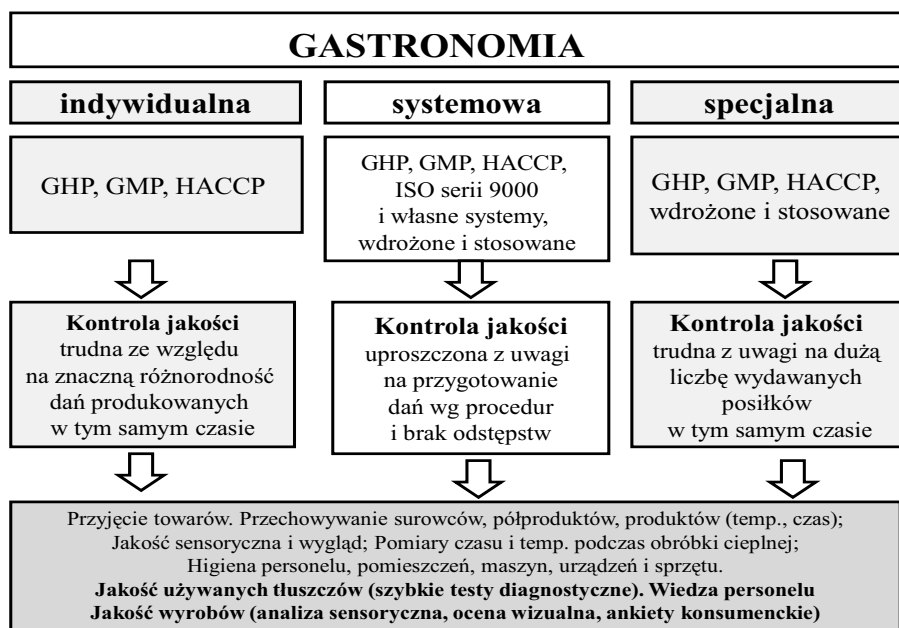 GASTRONOMIA
indywidualna
systemowa
specjalna
GHP, GMP, HACCP
GHP, GMP, HACCP,
ISO serii 9000
i własne systemy,
wdrożone i stosowane
GHP, GMP, HACCP,
wdrożone i stosowane
Kontrola jakości
trudna ze względu
na znaczną różnorodność
dań produkowanych
w tym samym czasie
Kontrola jakości
uproszczona z uwagi
na przygotowanie
dań wg procedur
i brak odstępstw
Kontrola jakości
trudna z uwagi na dużą
liczbę wydawanych
posiłków
w tym samym czasie
Przyjęcie towarów. Przechowywanie surowców, półproduktów, produktów (temp., czas);
Jakość sensoryczna i wygląd; Pomiary czasu i temp. podczas obróbki cieplnej;
Higiena personelu, pomieszczeń, maszyn, urządzeń i sprzętu.
Jakość używanych tłuszczów (szybkie testy diagnostyczne). Wiedza personelu
Jakość wyrobów (analiza sensoryczna, ocena wizualna, ankiety konsumenckie)